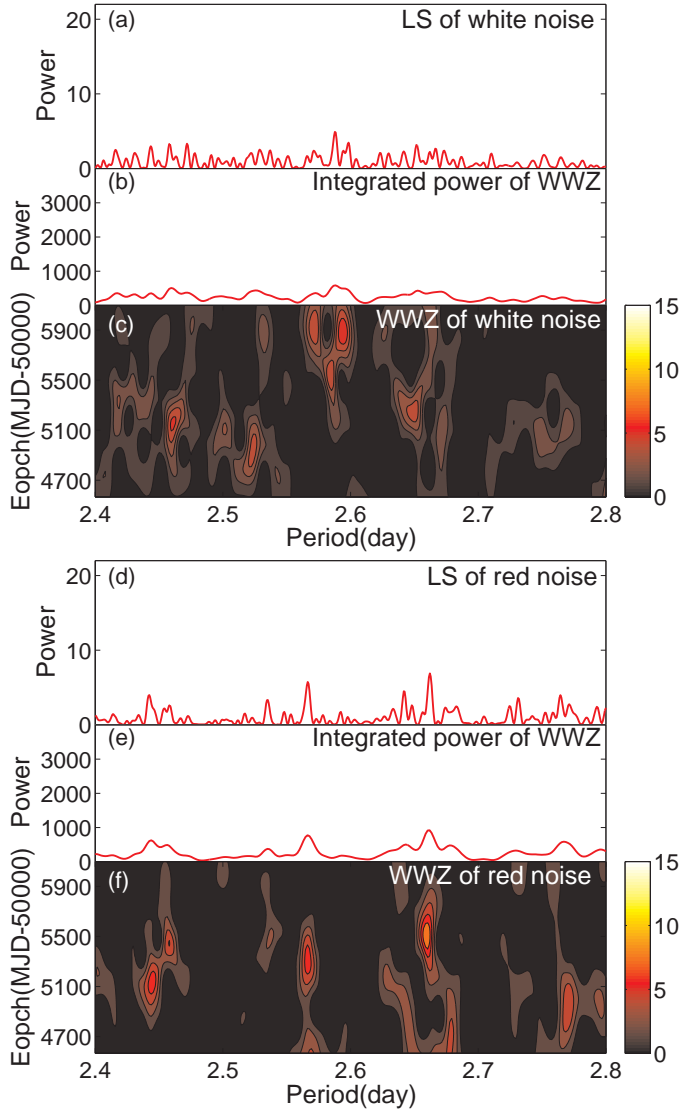 (a) LS of white noise
20
10
0
Power
(b) Integrated power of WWZ
3000
2000
1000
0
Power
(c) WWZ of white noise
5900
5500
5100
4700
Eopch(MJD-50000)
15
10
5
0
2.4 2.5 2.6 2.7 2.8
Period(day)
(d) LS of red noise
20
10
0
Power
(e) Integrated power of WWZ
3000
2000
1000
0
Power
(f) WWZ of red noise
5900
5500
5100
4700
Eopch(MJD-50000)
15
10
5
0
2.4 2.5 2.6 2.7 2.8
Period(day)